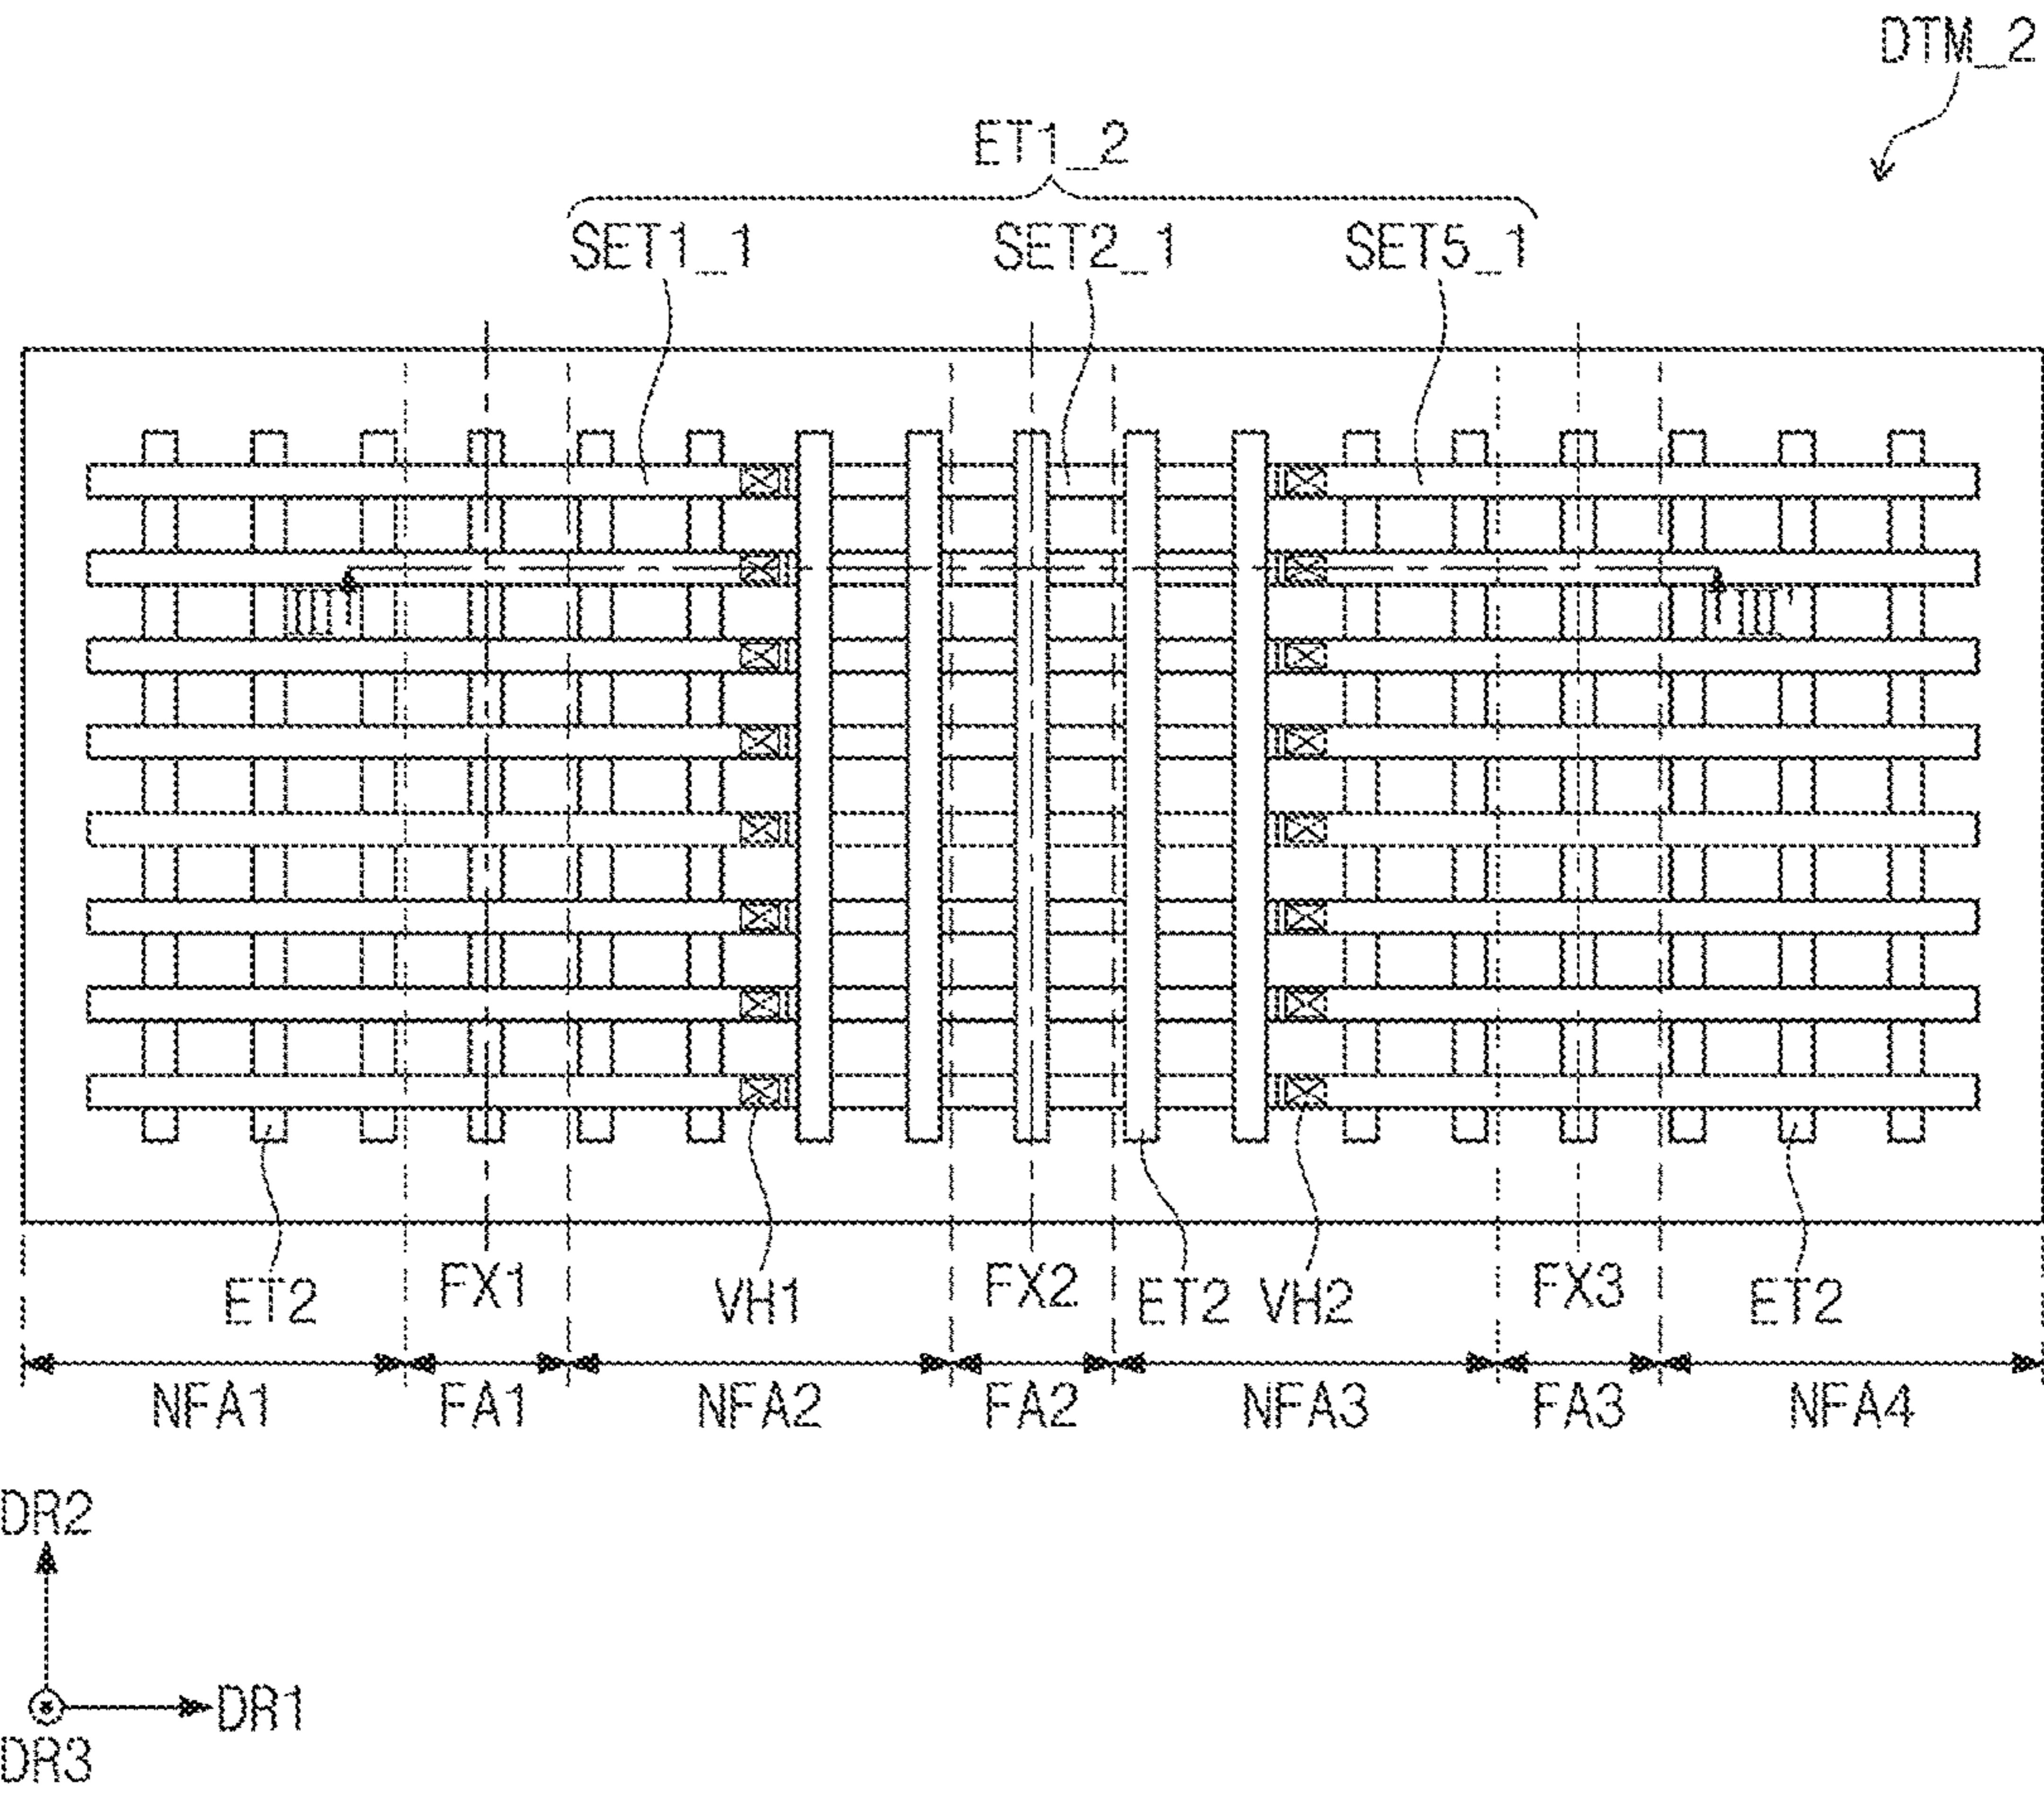 DTM_2
ET1_2
SET1_1 SET2_1 SET5_1
III III'
ET2 FX1 VH1 FX2 ET2 VH2 FX3 ET2
NFA1 FA1 NFA2 FA2 NFA3 FA3 NFA4
DR2
DR1
DR3